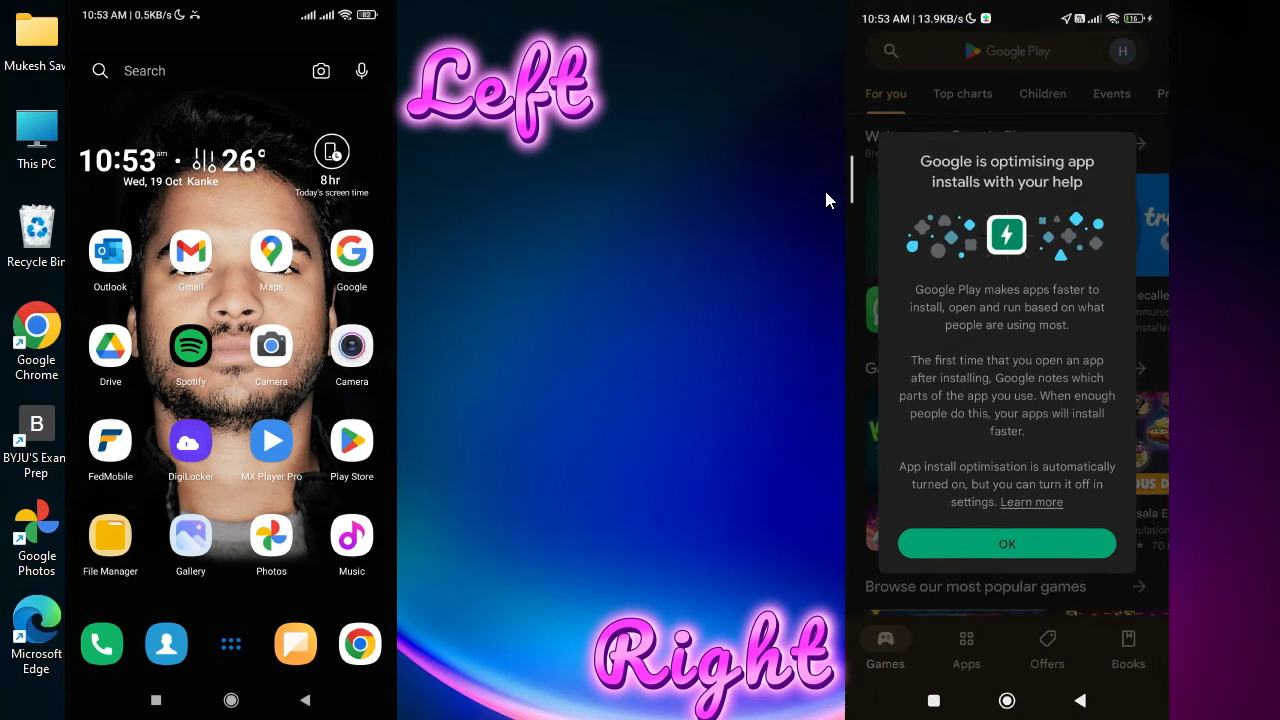 Mukesh Sav
This PC
Recycle Bin
Google
Chrome
B
BYJU'S Exam
Prep
Google
Photos
Microsoft
Edge
10:53 AM | 0.5KB/s
82
Search
10:53 am · 26°
Wed, 19 Oct Kanke
8hr
Today's screen time
Outlook
Gmail
Maps
Google
Drive
Spotify
Camera
Camera
FedMobile
DigiLocker
MX Player Pro
Play Store
File Manager
Gallery
Photos
Music
Left
Right
10:53 AM | 13.9KB/s
16
Google Play
H
For you
Top charts
Children
Events
Pr
Google is optimising app
installs with your help
Google Play makes apps faster to
install, open and run based on what
people are using most.
The first time that you open an app
after installing, Google notes which
parts of the app you use. When enough
people do this, your apps will install
faster.
App install optimisation is automatically
turned on, but you can turn it off in
settings. Learn more
OK
Browse our most popular games
Games
Apps
Offers
Books